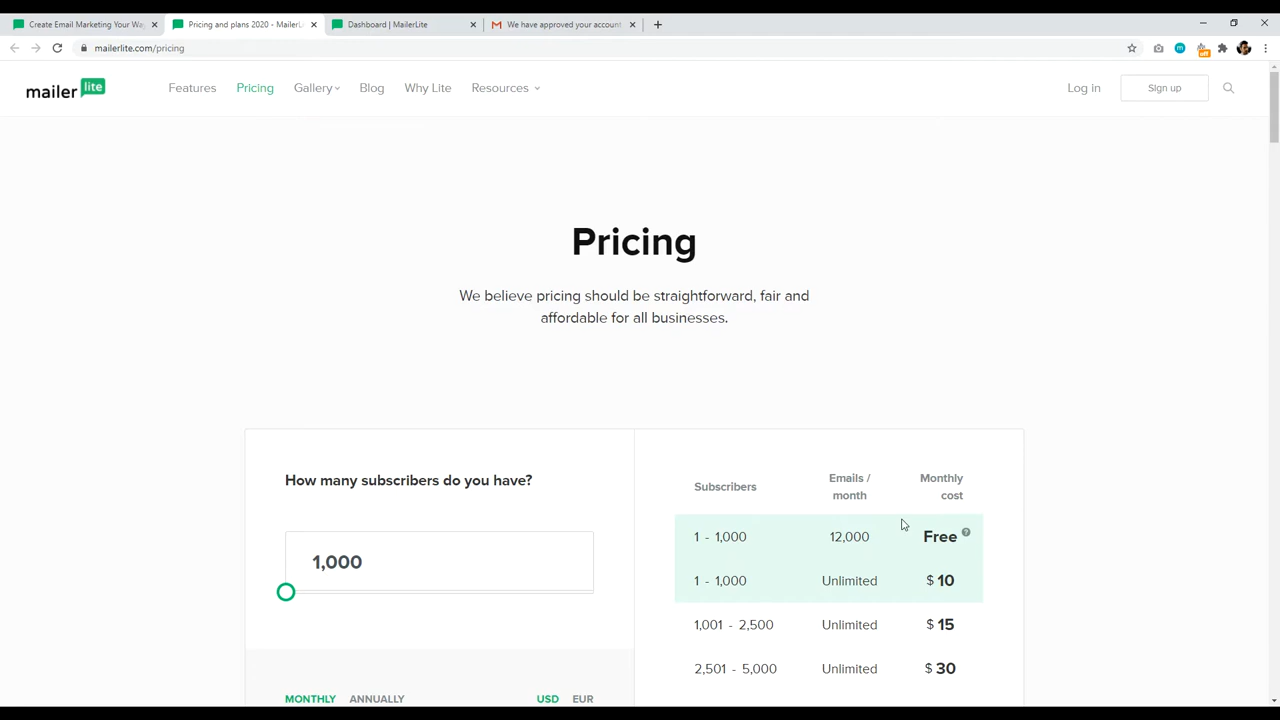 Create Email Marketing Your Way
Pricing and plans 2020 - MailerL
Dashboard | MailerLite
We have approved your account
mailerlite.com/pricing
off
mailer lite
Features
Pricing
Gallery
Blog
Why Lite
Resources
Log in
Sign up
Pricing
We believe pricing should be straightforward, fair and
affordable for all businesses.
How many subscribers do you have?
1,000
MONTHLY ANNUALLY USD EUR
Subscribers Emails / month Monthly cost
1 - 1,000 12,000 Free ?
1 - 1,000 Unlimited $ 10
1,001 - 2,500 Unlimited $ 15
2,501 - 5,000 Unlimited $ 30